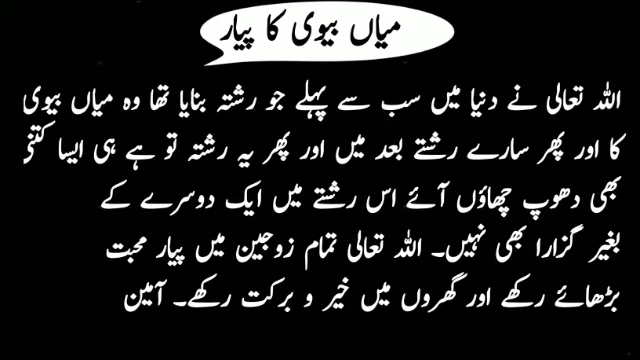 میاں بیوی کا پیار
اللہ تعالی نے دنیا میں سب سے پہلے جو رشتہ بنایا تھا وہ میاں بیوی
کا اور پھر سارے رشتے بعد میں اور پھر یہ رشتہ تو ہے ہی ایسا کتنی
بھی دھوپ چھاؤں آئے اس رشتے میں ایک دوسرے کے
بغیر گزارا بھی نہیں۔ اللہ تعالی تمام زوجین میں پیار محبت
بڑھائے رکھے اور گھروں میں خیر و برکت رکھے۔ آمین